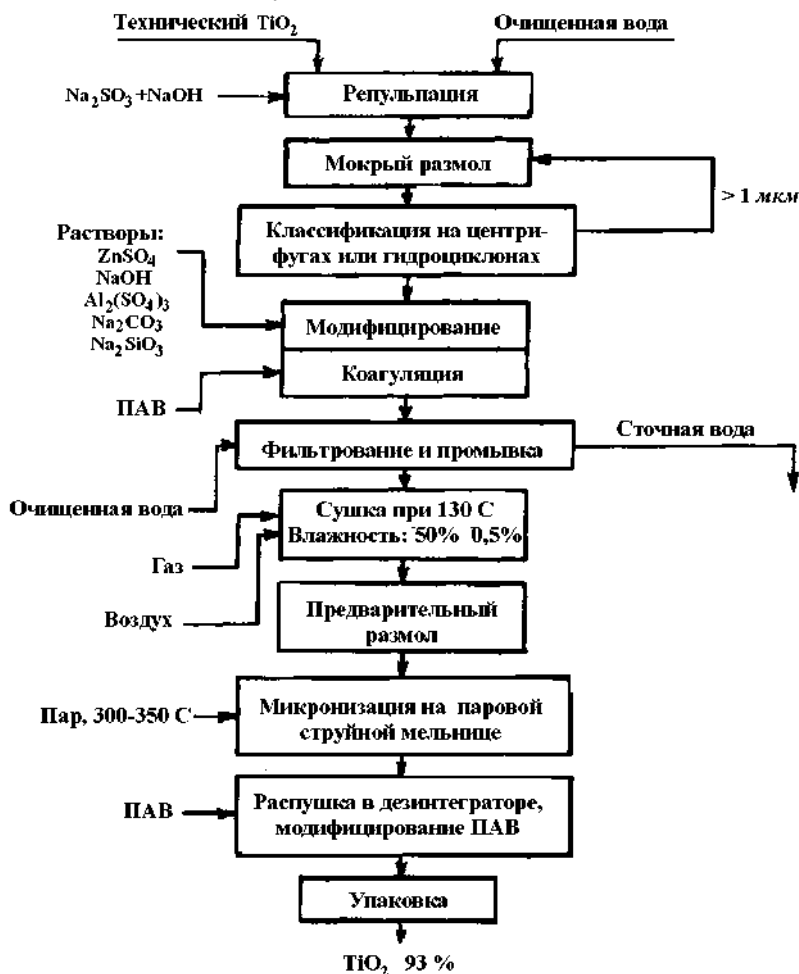 Технический TiO2
Очищенная вода
Na2SO3+NaOH
Репульпация
Мокрый размол
> 1 мкм
Классификация на центри-
фугах или гидроциклонах
Растворы:
ZnSO4
NaOH
Al2(SO4)3
Na2CO3
Na2SiO3
Модифицирование
Коагуляция
ПАВ
Фильтрование и промывка
Сточная вода
Очищенная вода
Сушка при 130 С
Влажность: 50% 0,5%
Газ
Воздух
Предварительный
размол
Пар, 300-350 С
Микронизация на паровой
струйной мельнице
ПАВ
Распушка в дезинтеграторе,
модифицирование ПАВ
Упаковка
TiO2 93 %